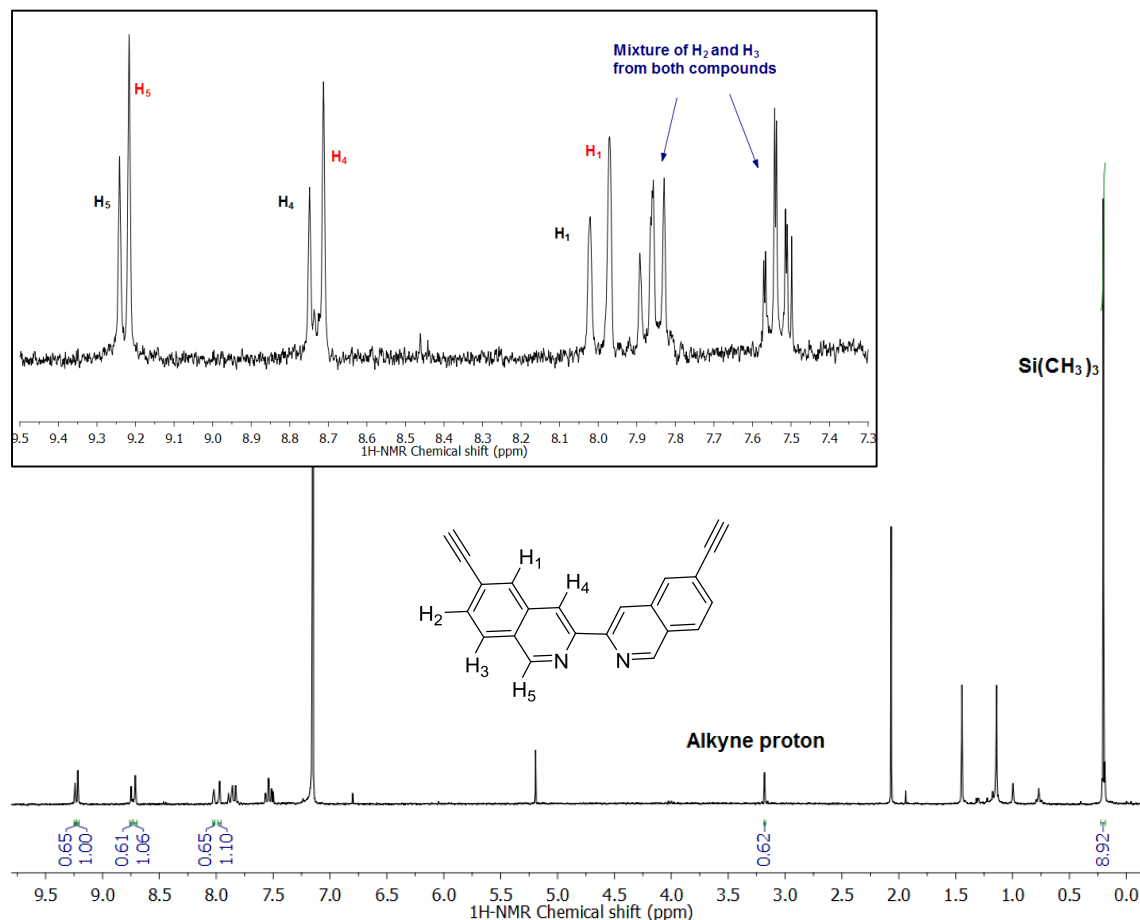 Mixture of H2 and H3
from both compounds
H5
H5
H4
H4
H1
H1
9.5 9.4 9.3 9.2 9.1 9.0 8.9 8.8 8.7 8.6 8.5 8.4 8.3 8.2 8.1 8.0 7.9 7.8 7.7 7.6 7.5 7.4 7.3
1H-NMR Chemical shift (ppm)
Si(CH3)3
H1
H4
H2
H3
N
N
H5
Alkyne proton
0.65
1.00
0.61
1.06
0.65
1.10
0.62
8.92
9.5 9.0 8.5 8.0 7.5 7.0 6.5 6.0 5.5 5.0 4.5 4.0 3.5 3.0 2.5 2.0 1.5 1.0 0.5 0.0
1H-NMR Chemical shift (ppm)